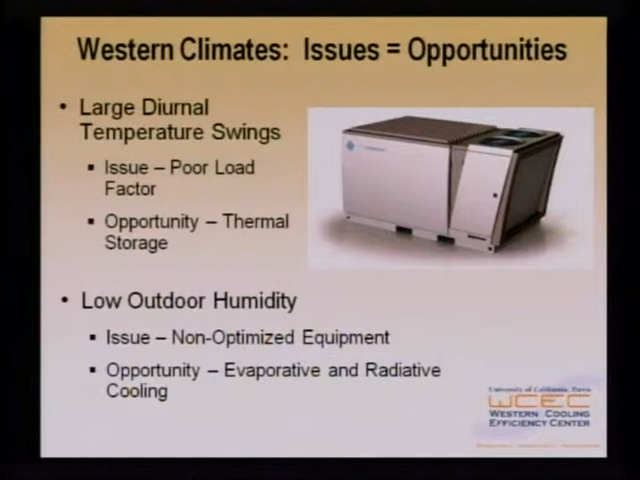 Western Climates: Issues = Opportunities
• Large Diurnal
Temperature Swings
▪ Issue – Poor Load
Factor
▪ Opportunity – Thermal
Storage
• Low Outdoor Humidity
▪ Issue – Non-Optimized Equipment
▪ Opportunity – Evaporative and Radiative
Cooling
University of California, Davis
WCEC
Western Cooling
Efficiency Center